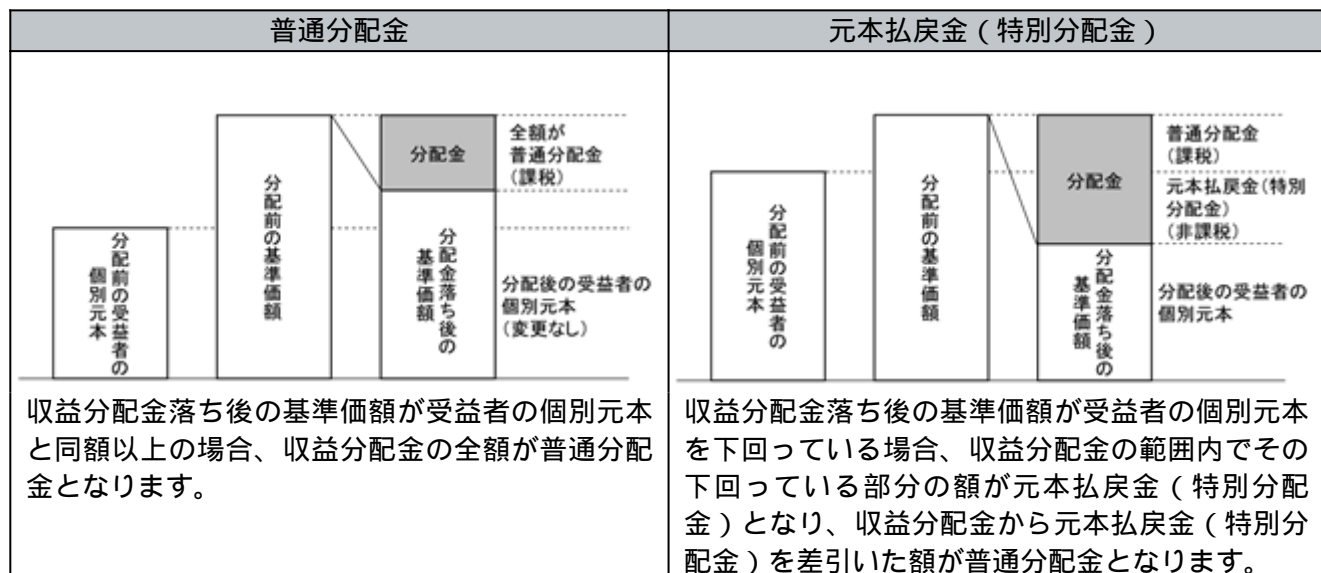 普通分配金
分配前の受益者の
個別元本
分配前の基準価額
分配金
分配金落ち後の
基準価額
全額が
普通分配金
（課税）
分配後の受益者の
個別元本
（変更なし）
収益分配金落ち後の基準価額が受益者の個別元本
と同額以上の場合、収益分配金の全額が普通分配
金となります。
元本払戻金（特別分配金）
分配前の受益者の
個別元本
分配前の基準価額
分配金
分配金落ち後の
基準価額
普通分配金
（課税）
元本払戻金（特別
分配金）
（非課税）
分配後の受益者の
個別元本
収益分配金落ち後の基準価額が受益者の個別元本
を下回っている場合、収益分配金の範囲内でその
下回っている部分の額が元本払戻金（特別分配
金）となり、収益分配金から元本払戻金（特別分
配金）を差引いた額が普通分配金となります。